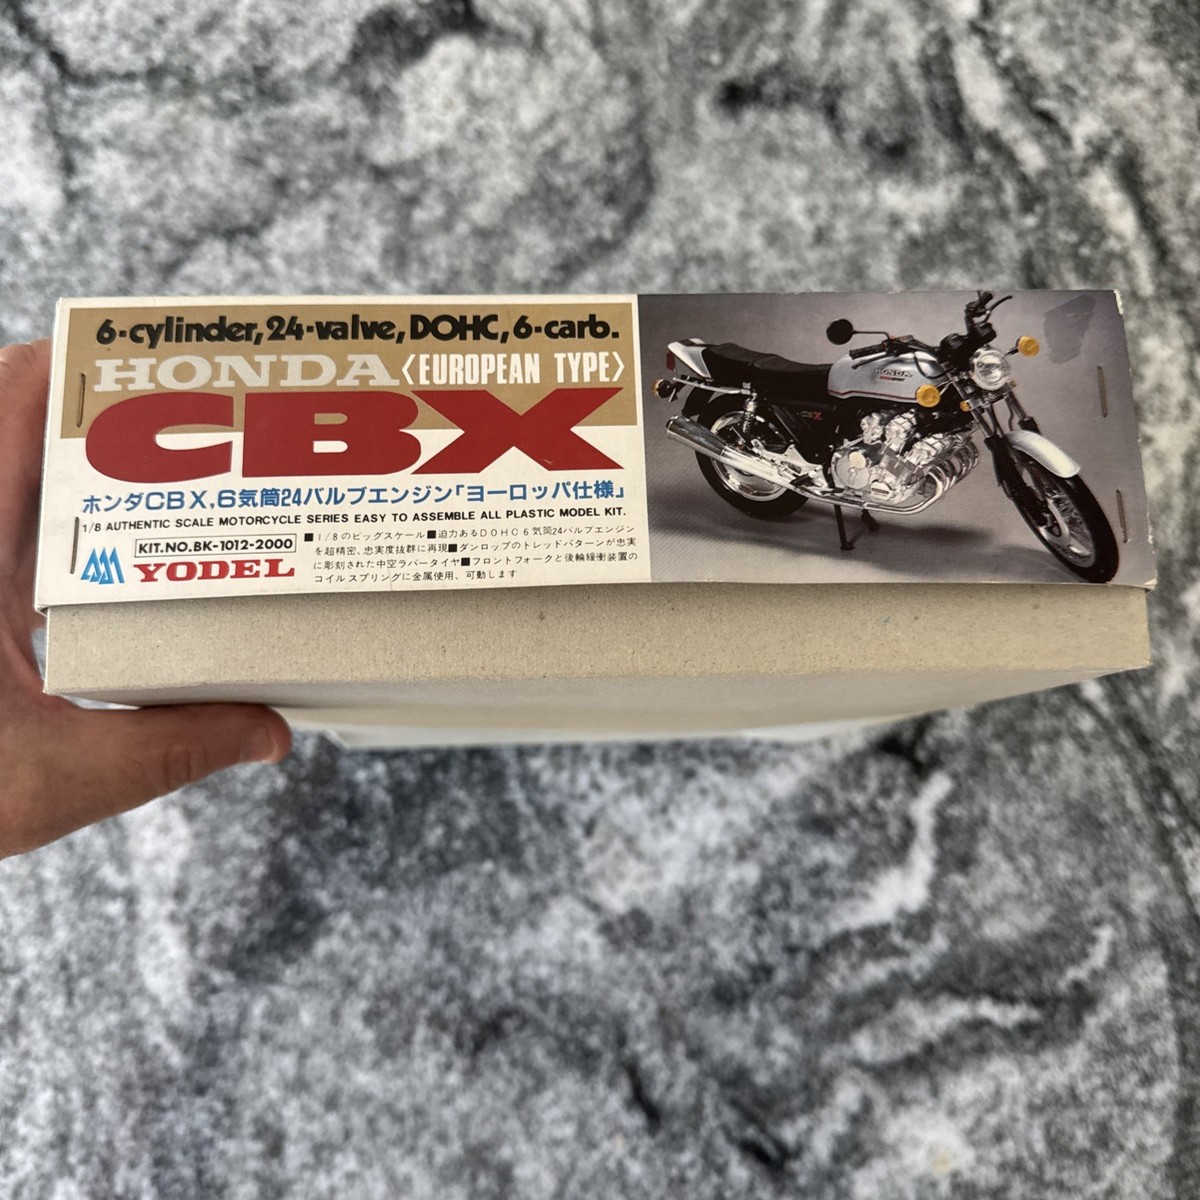 6-cylinder, 24-valve, DOHC, 6-carb.
HONDA〈EUROPEAN TYPE〉
CBX
ホンダCBX,6気筒24バルブエンジン「ヨーロッパ仕様」
1/8 AUTHENTIC SCALE MOTORCYCLE SERIES EASY TO ASSEMBLE ALL PLASTIC MODEL KIT.
KIT.NO.BK-1012-2000
YODEL
■1/8のビッグスケール■迫力あるDOHC6気筒24バルブエンジン
を超精密、忠実度抜群に再現■ダンロップのトレッドパターンが忠実
に彫刻された中空ラバータイヤ■フロントフォークと後輪緩衝装置の
コイルスプリングに金属使用、可動します
HONDA
CBX